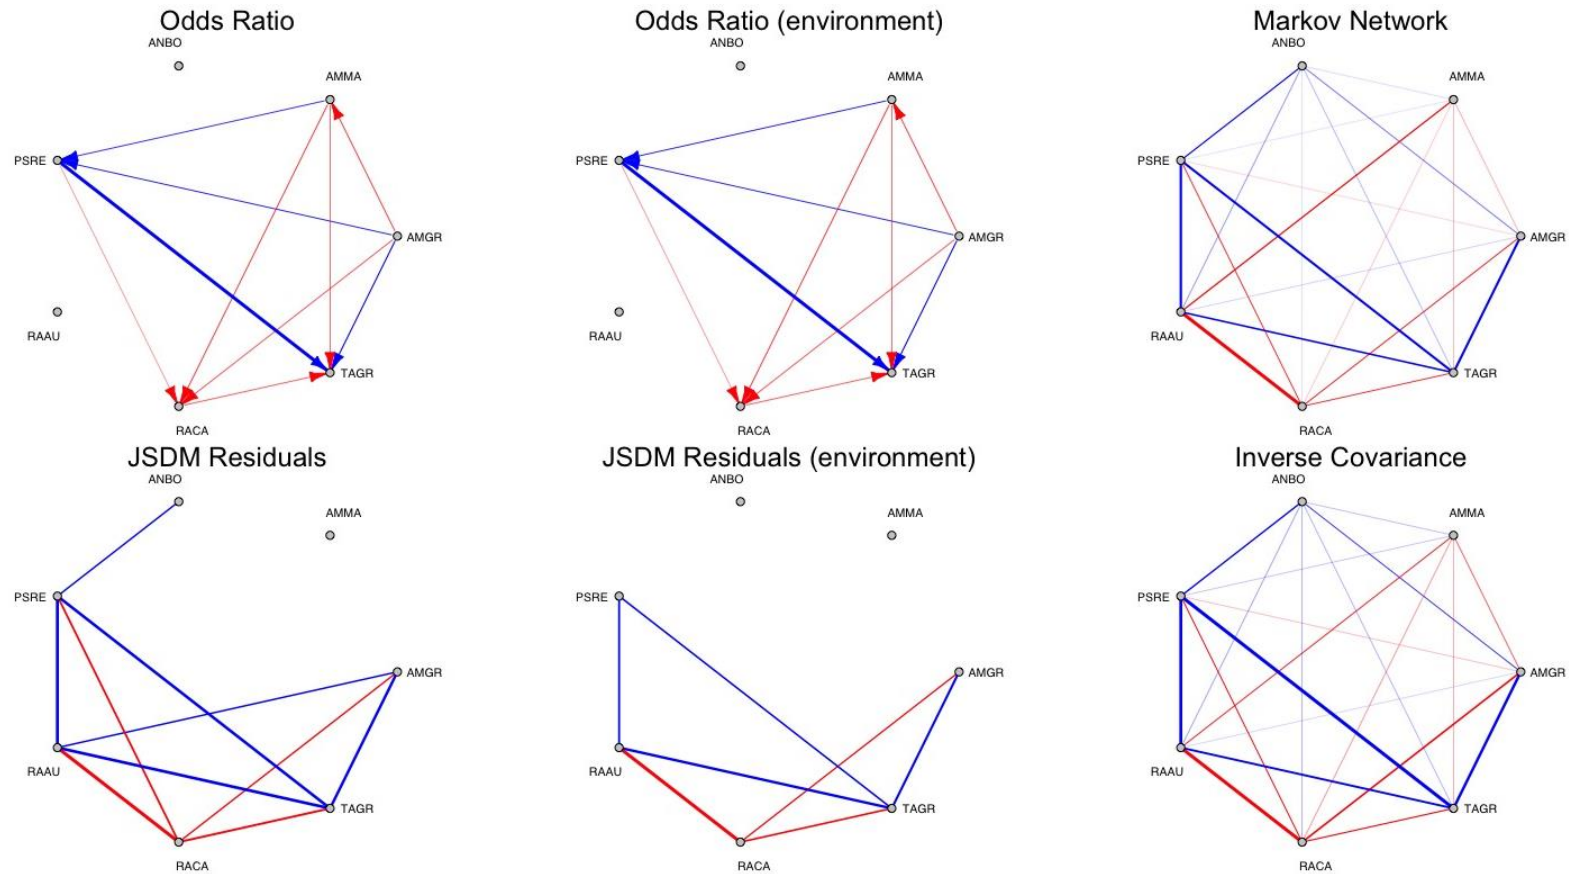 Odds Ratio
ANBO
AMMA
PSRE
AMGR
RAAU
TAGR
RACA
Odds Ratio (environment)
ANBO
AMMA
PSRE
AMGR
RAAU
TAGR
RACA
Markov Network
ANBO
AMMA
PSRE
AMGR
RAAU
TAGR
RACA
JSDM Residuals
ANBO
AMMA
PSRE
AMGR
RAAU
TAGR
RACA
JSDM Residuals (environment)
ANBO
AMMA
PSRE
AMGR
RAAU
TAGR
RACA
Inverse Covariance
ANBO
AMMA
PSRE
AMGR
RAAU
TAGR
RACA